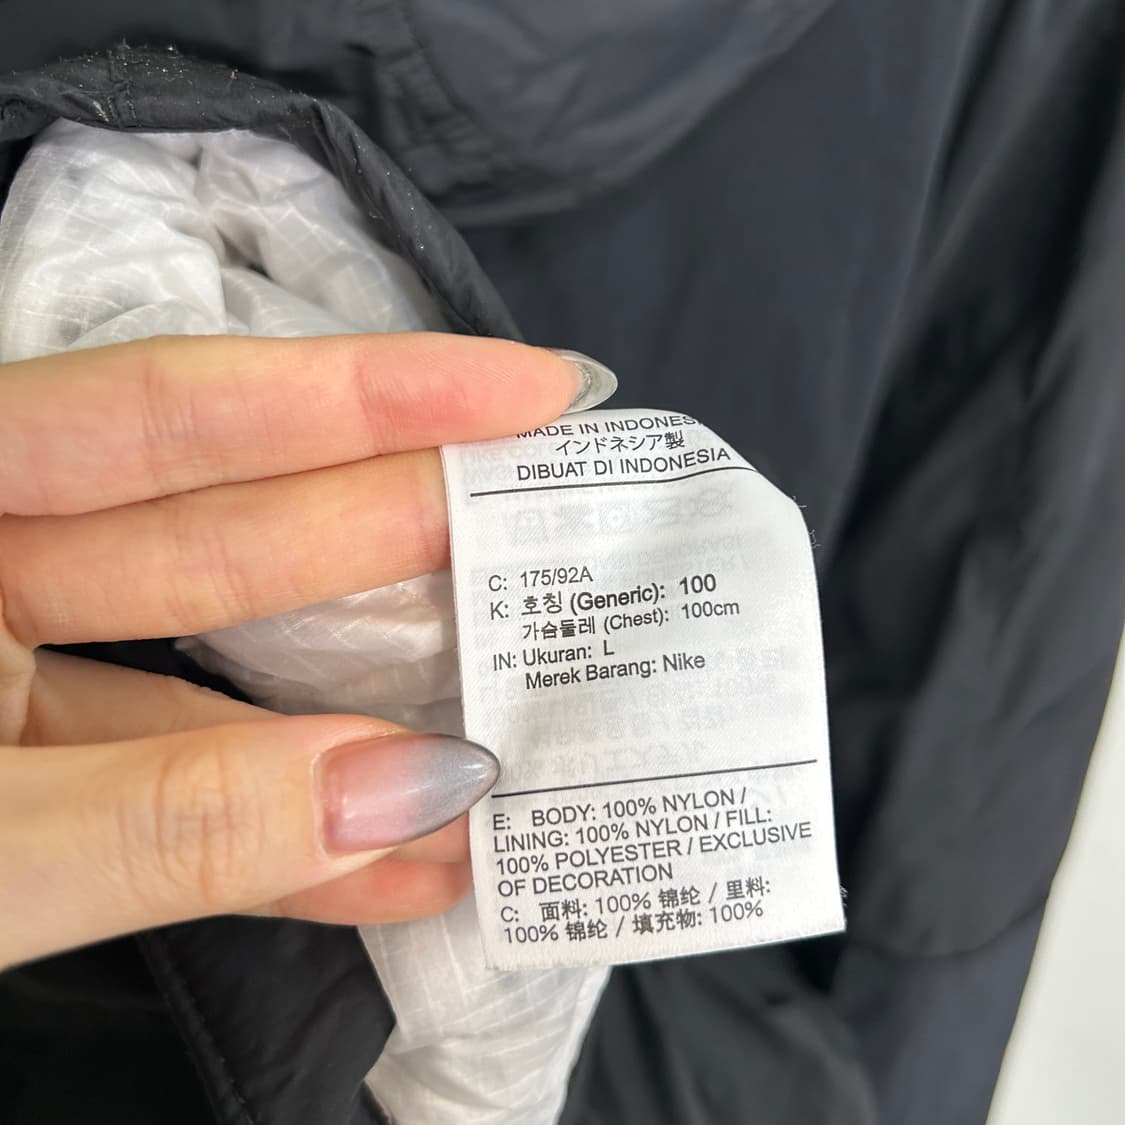 MADE IN INDONES
インドネシア製
DIBUAT DI INDONESIA
C: 175/92A
K: 호칭 (Generic): 100
가슴둘레 (Chest): 100cm
IN: Ukuran: L
Merek Barang: Nike
E: BODY: 100% NYLON /
LINING: 100% NYLON / FILL:
100% POLYESTER / EXCLUSIVE
OF DECORATION
C: 面料: 100% 锦纶 / 里料:
100% 锦纶 / 填充物: 100%